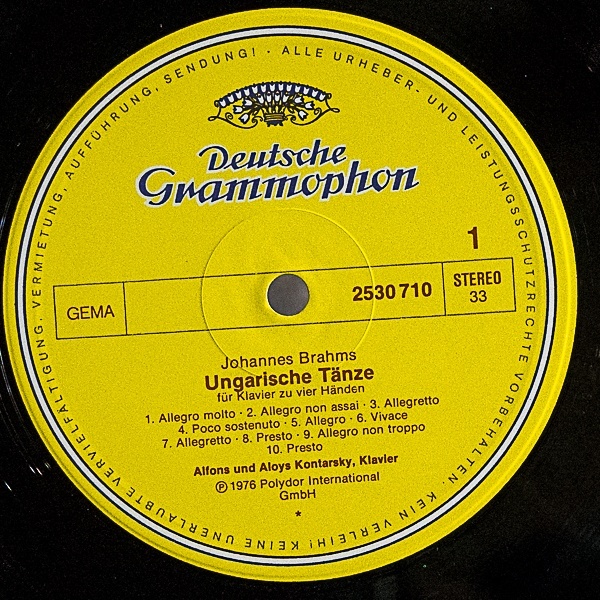 ALLE URHEBER- UND LEISTUNGSSCHUTZRECHTE VORBEHALTEN. KEIN VERLEIH! KEINE UNERLAUBTE VERVIELFÄLTIGUNG, VERMIETUNG, AUFFÜHRUNG, SENDUNG! ·
Deutsche
Grammophon
1
GEMA
2530 710
STEREO
33
Johannes Brahms
Ungarische Tänze
für Klavier zu vier Händen
1. Allegro molto · 2. Allegro non assai · 3. Allegretto
4. Poco sostenuto · 5. Allegro · 6. Vivace
7. Allegretto · 8. Presto · 9. Allegro non troppo
10. Presto
Alfons und Aloys Kontarsky, Klavier
Ⓟ 1976 Polydor International
GmbH
*